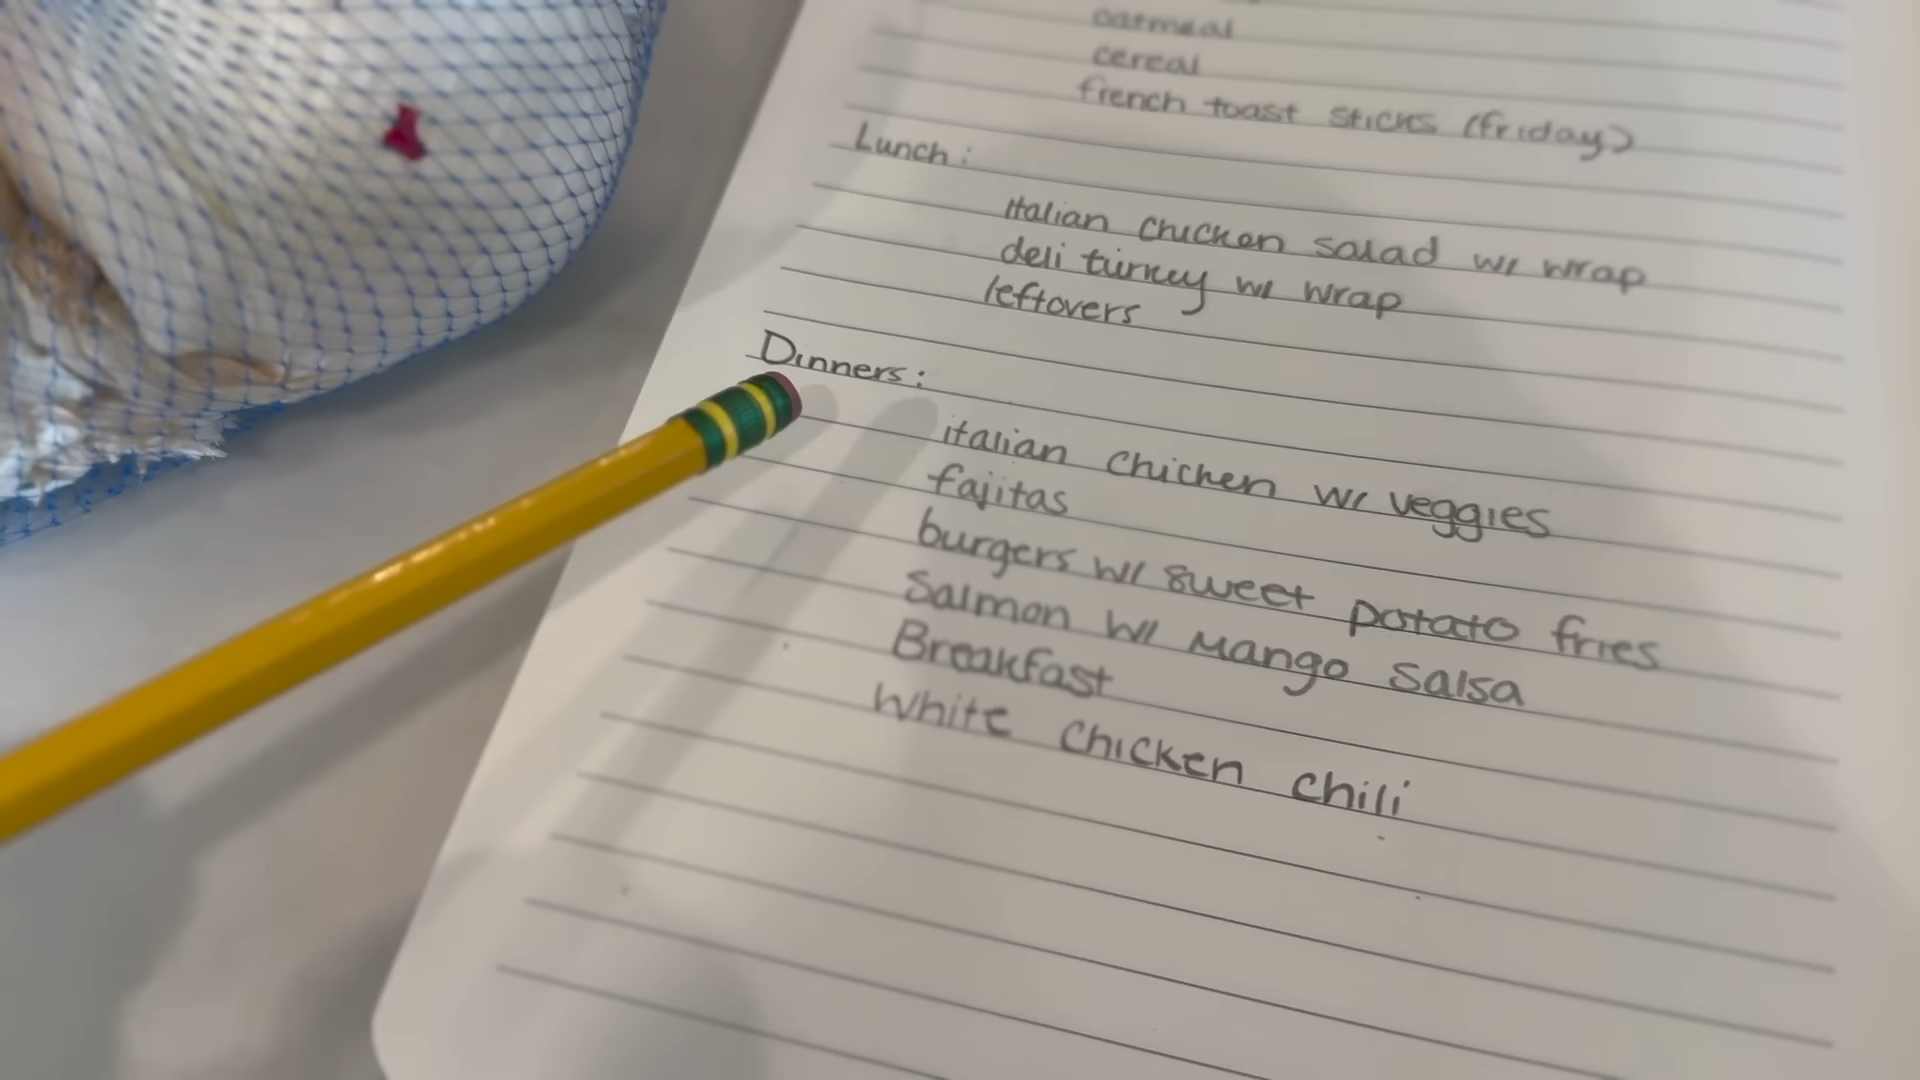 oatmeal
cereal
french toast sticks (friday)
Lunch:
italian chicken salad w/ wrap
deli turkey w/ wrap
leftovers
Dinners:
italian chicken w/ veggies
fajitas
burgers w/ sweet potato fries
Salmon w/ Mango Salsa
Breakfast
White Chicken Chili